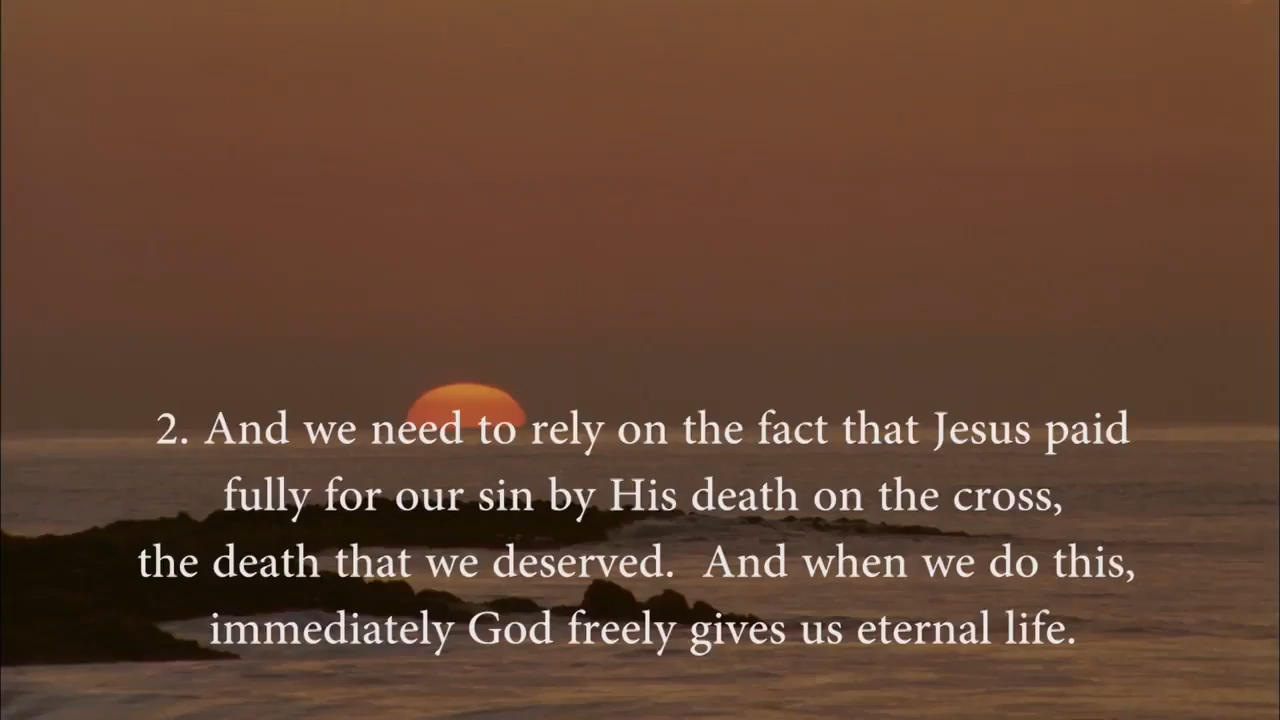 2. And we need to rely on the fact that Jesus paid
fully for our sin by His death on the cross,
the death that we deserved.  And when we do this,
immediately God freely gives us eternal life.